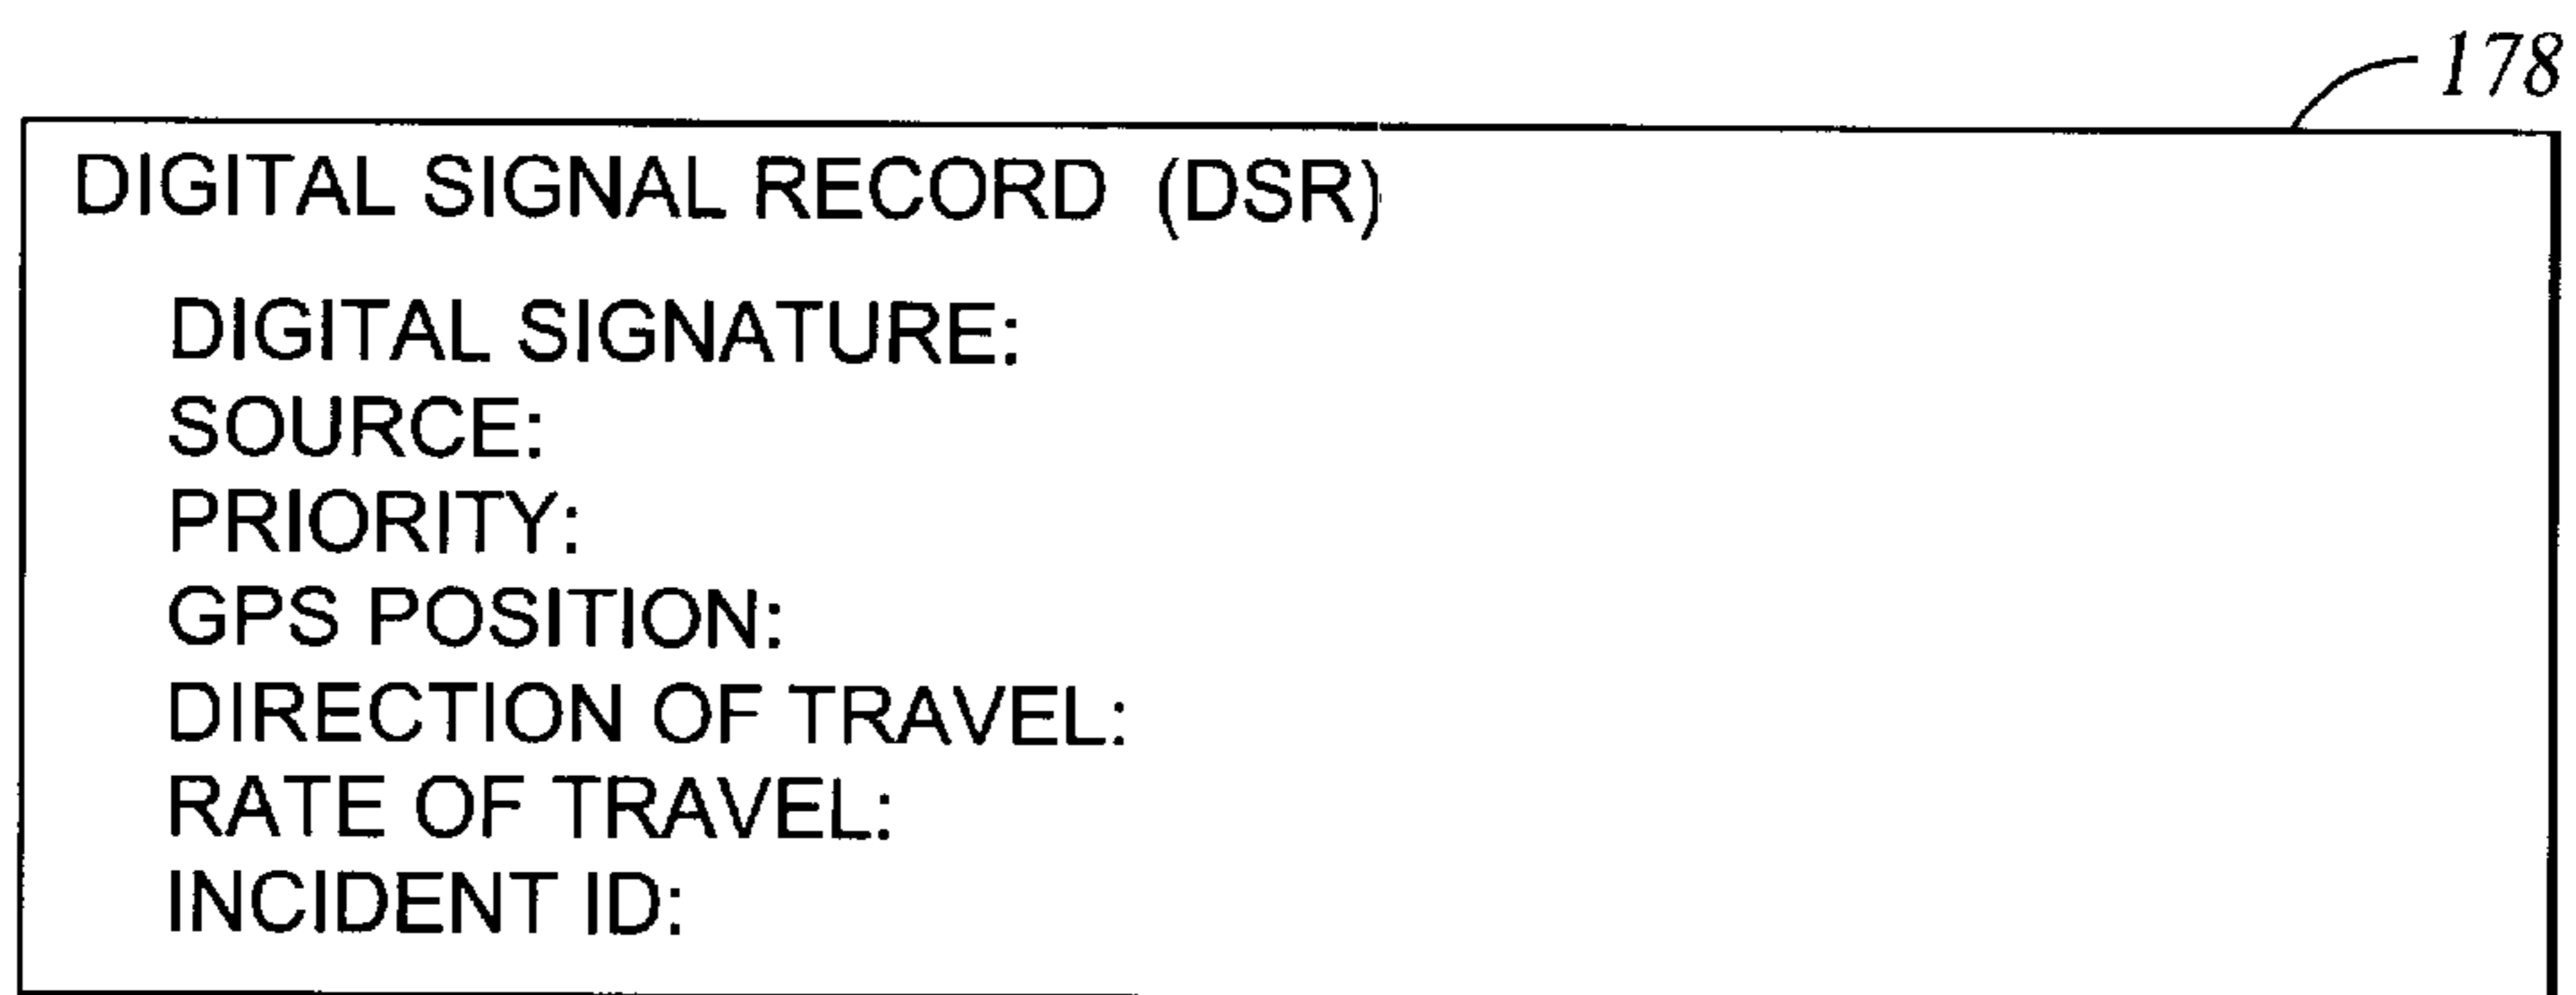 178
DIGITAL SIGNAL RECORD (DSR)
DIGITAL SIGNATURE:
SOURCE:
PRIORITY:
GPS POSITION:
DIRECTION OF TRAVEL:
RATE OF TRAVEL:
INCIDENT ID: